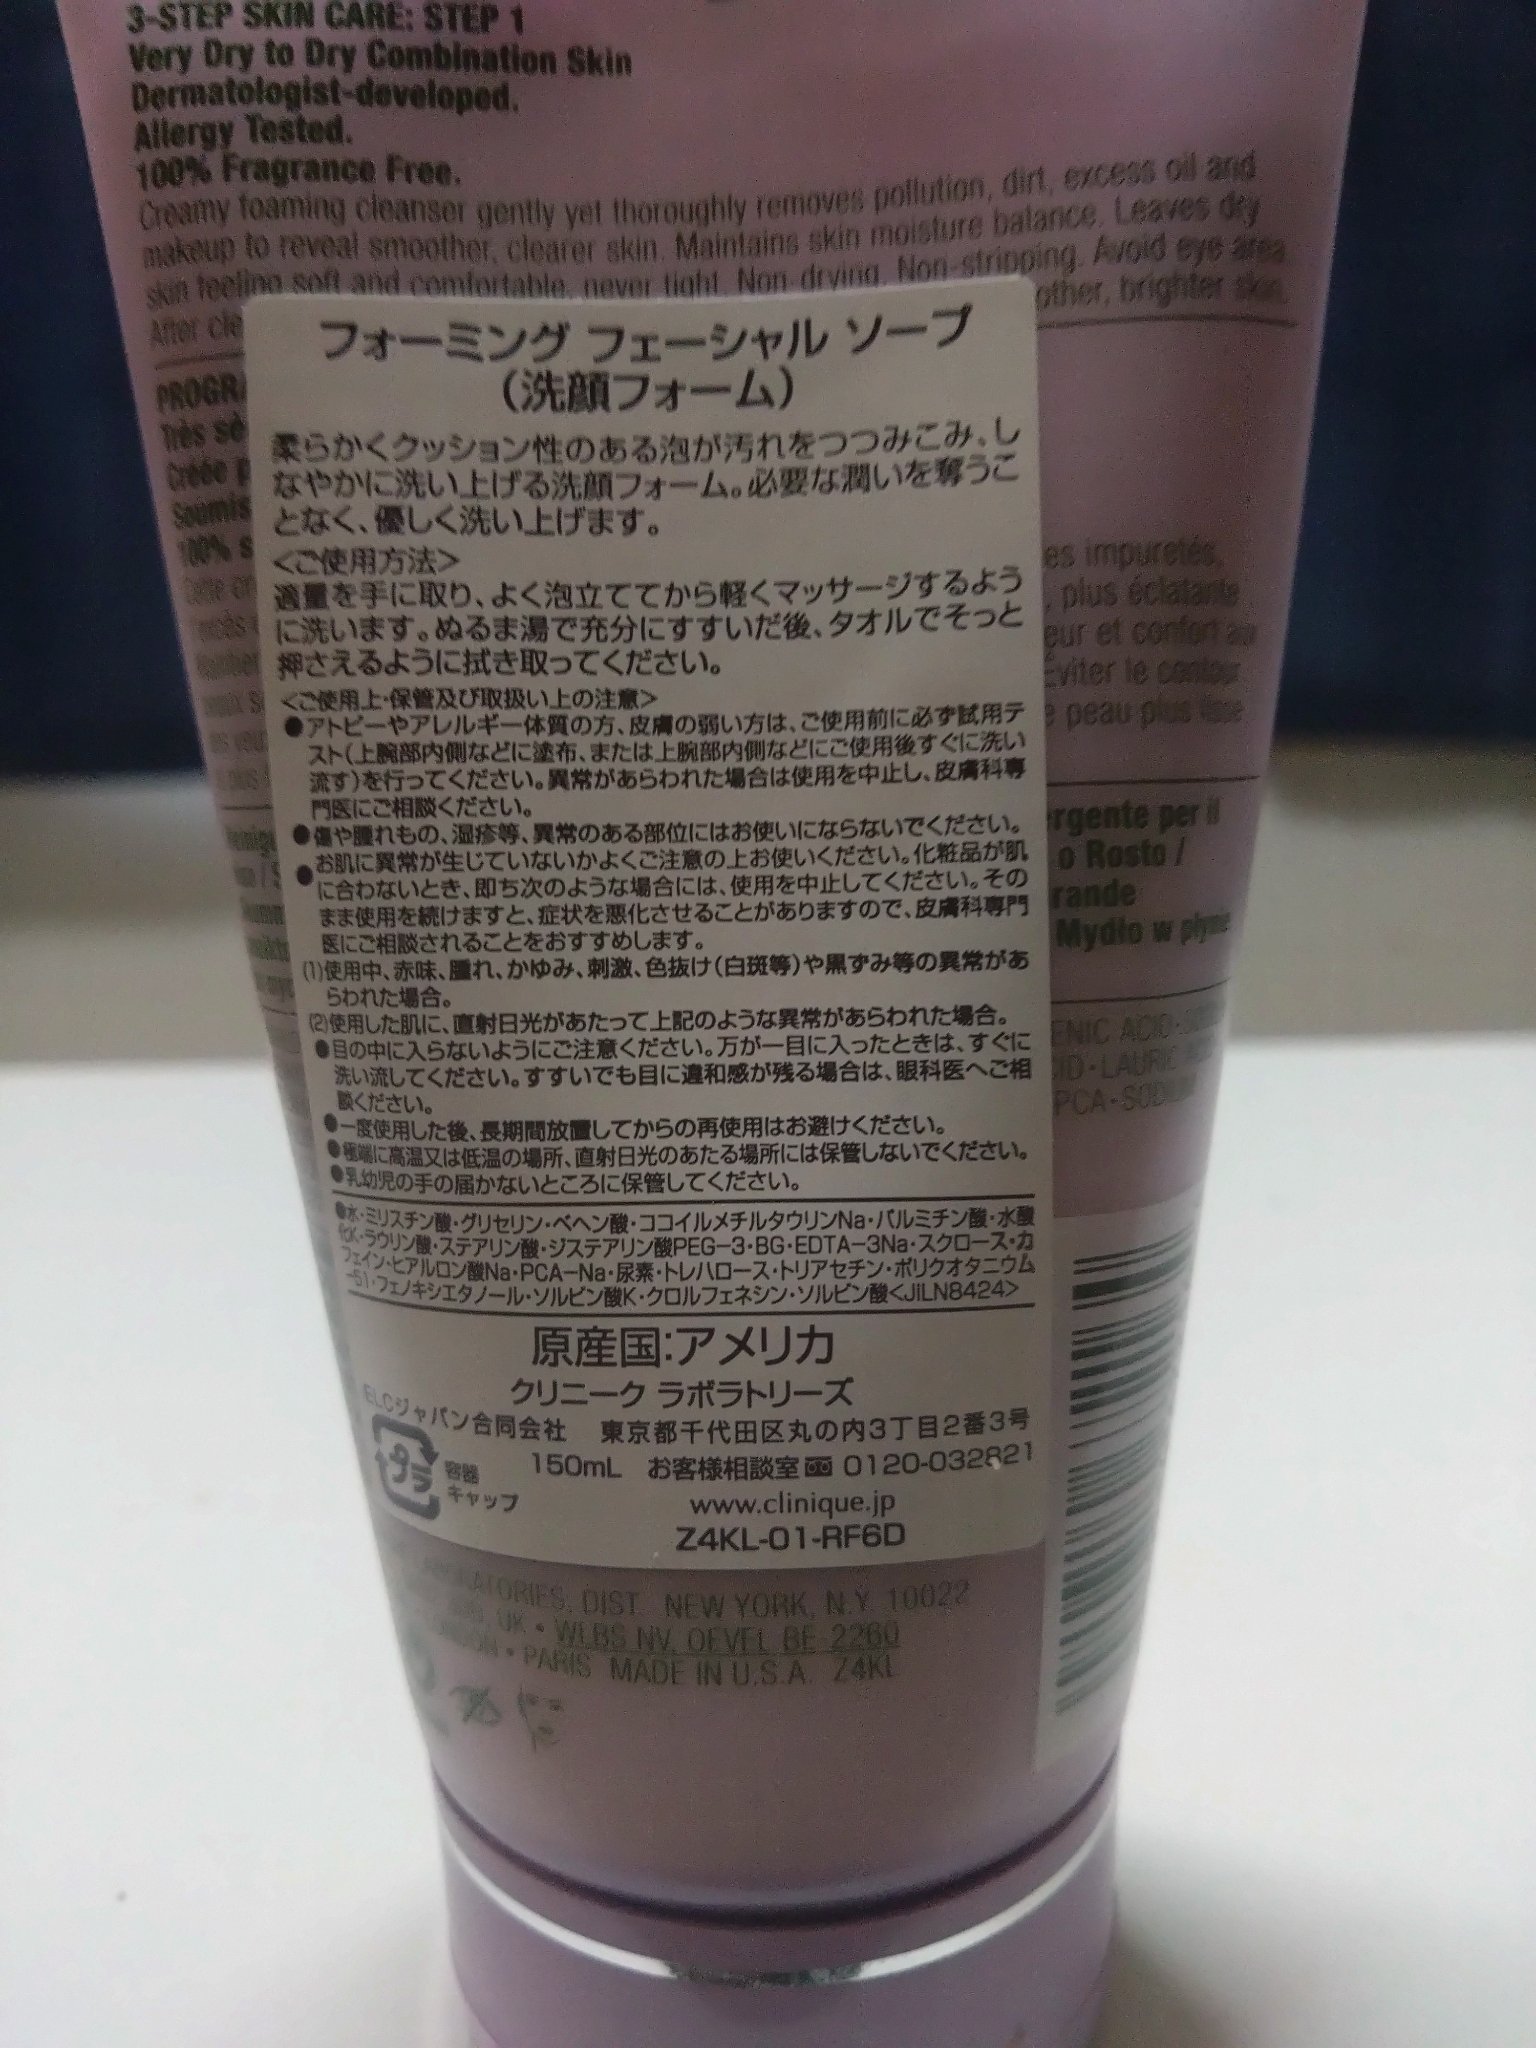 3-STEP SKIN CARE: STEP 1
Very Dry to Dry Combination Skin
Dermatologist-developed.
Allergy Tested.
100% Fragrance Free.
Creamy foaming cleanser gently yet thoroughly removes pollution, dirt, excess oil and
makeup to reveal smoother, clearer skin. Maintains skin moisture balance. Leaves dry
skin feeling soft and comfortable, never tight. Non-drying. Non-stripping. Avoid eye area.
After cle
other, brighter skin.
PROGRA
Très sè
Créée p
Soumis
100% s
フォーミング フェーシャル ソープ
(洗顔フォーム)
柔らかくクッション性のある泡が汚れをつつみこみ、し
なやかに洗い上げる洗顔フォーム。必要な潤いを奪うこ
となく、優しく洗い上げます。
<ご使用方法>
適量を手に取り、よく泡立ててから軽くマッサージするよう
に洗います。ぬるま湯で充分にすすいだ後、タオルでそっと
押さえるように拭き取ってください。
<ご使用上・保管及び取扱い上の注意>
●アトピーやアレルギー体質の方、皮膚の弱い方は、ご使用前に必ず試用テ
スト(上腕部内側などに塗布、または上腕部内側などにご使用後すぐに洗い
流す)を行ってください。異常があらわれた場合は使用を中止し、皮膚科専
門医にご相談ください。
●傷や腫れもの、湿疹等、異常のある部位にはお使いにならないでください。
●お肌に異常が生じていないかよくご注意の上お使いください。化粧品が肌
に合わないとき、即ち次のような場合には、使用を中止してください。その
まま使用を続けますと、症状を悪化させることがありますので、皮膚科専門
医にご相談されることをおすすめします。
(1)使用中、赤味、腫れ、かゆみ、刺激、色抜け(白斑等)や黒ずみ等の異常があ
らわれた場合。
(2)使用した肌に、直射日光があたって上記のような異常があらわれた場合。
●目の中に入らないようにご注意ください。万が一目に入ったときは、すぐに
洗い流してください。すすいでも目に違和感が残る場合は、眼科医へご相
談ください。
●一度使用した後、長期間放置してからの再使用はお避けください。
●極端に高温又は低温の場所、直射日光のあたる場所には保管しないでください。
●乳幼児の手の届かないところに保管してください。
●水・ミリスチン酸・グリセリン・ベヘン酸・ココイルメチルタウリンNa・パルミチン酸・水酸
化K・ラウリン酸・ステアリン酸・ジステアリン酸PEG-3・BG・EDTA-3Na・スクロース・カ
フェイン・ヒアルロン酸Na・PCA-Na・尿素・トレハロース・トリアセチン・ポリクオタニウム
-51・フェノキシエタノール・ソルビン酸K・クロルフェネシン・ソルビン酸<JILN8424>
原産国:アメリカ
クリニーク ラボラトリーズ
ELCジャパン合同会社 東京都千代田区丸の内3丁目2番3号
プラ 容器 キャップ
150mL お客様相談室 0120-032821
www.clinique.jp
Z4KL-01-RF6D
es impuretés,
, plus éclatante
eur et confort au
Éviter le contour
e peau plus lisse
ergente per il
o Rosto /
rande
Mydło w płynie
ENIC ACID
ID・LAURIC
PCA・SODIUM
LABORATORIES, DIST. NEW YORK, N.Y. 10022
UK • WLBS NV, OEVEL BE 2260
LONDON • PARIS MADE IN U.S.A. Z4KL